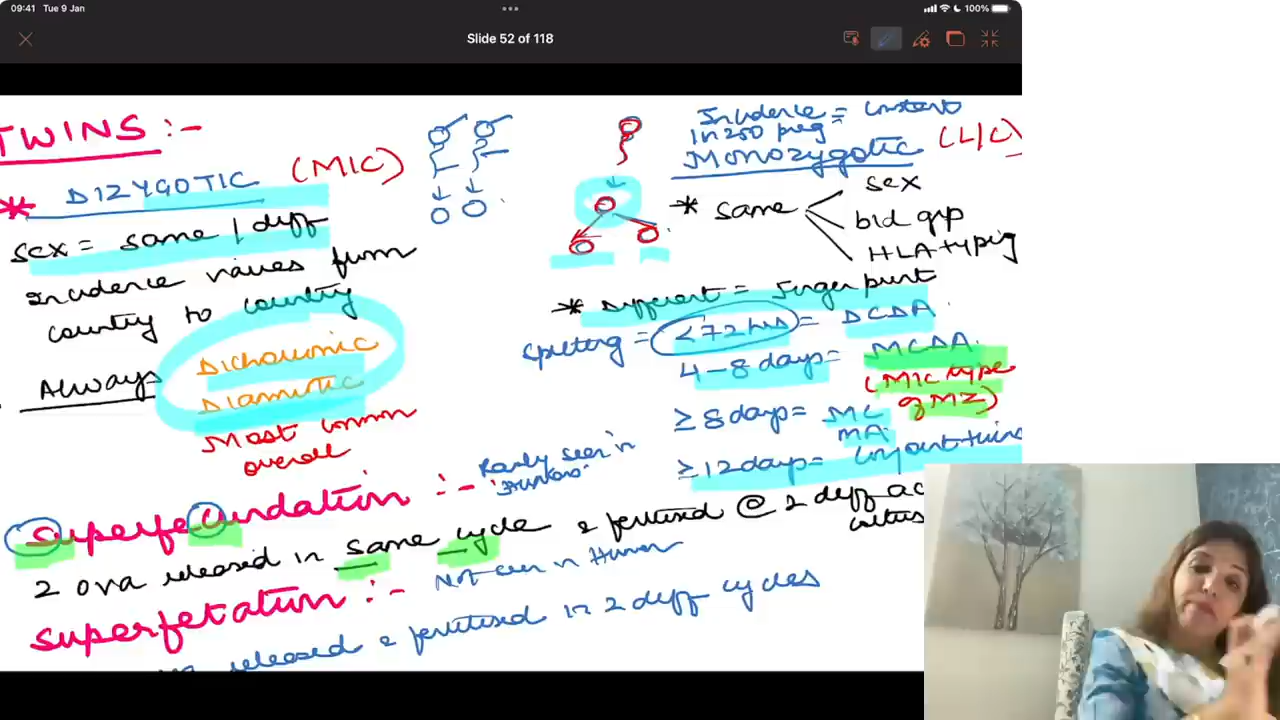 09:41 Tue 9 Jan
100%
Slide 52 of 118
TWINS :-
* DIZYGOTIC (MIC)
sex = same / diff
Incidence varies from
country to country
Always Dichorionic
Diamniotic
Most common
overall
Incidence = constant
1 in 250 preg
Monozygotic (L/C)
* same
sex
bld grp
HLA typing
* Different = Finger print
Splitting = <72 hrs = DCDA
4-8 days = MCDA
(MIC type
of MZ)
≥8 days = MC
MA
≥12 days =
Superfecundation :-
Rarely seen in
2 ova released in same cycle & fertilised @ 2 diff
Superfetation :- Not seen in Human
released & fertilised in 2 diff cycles